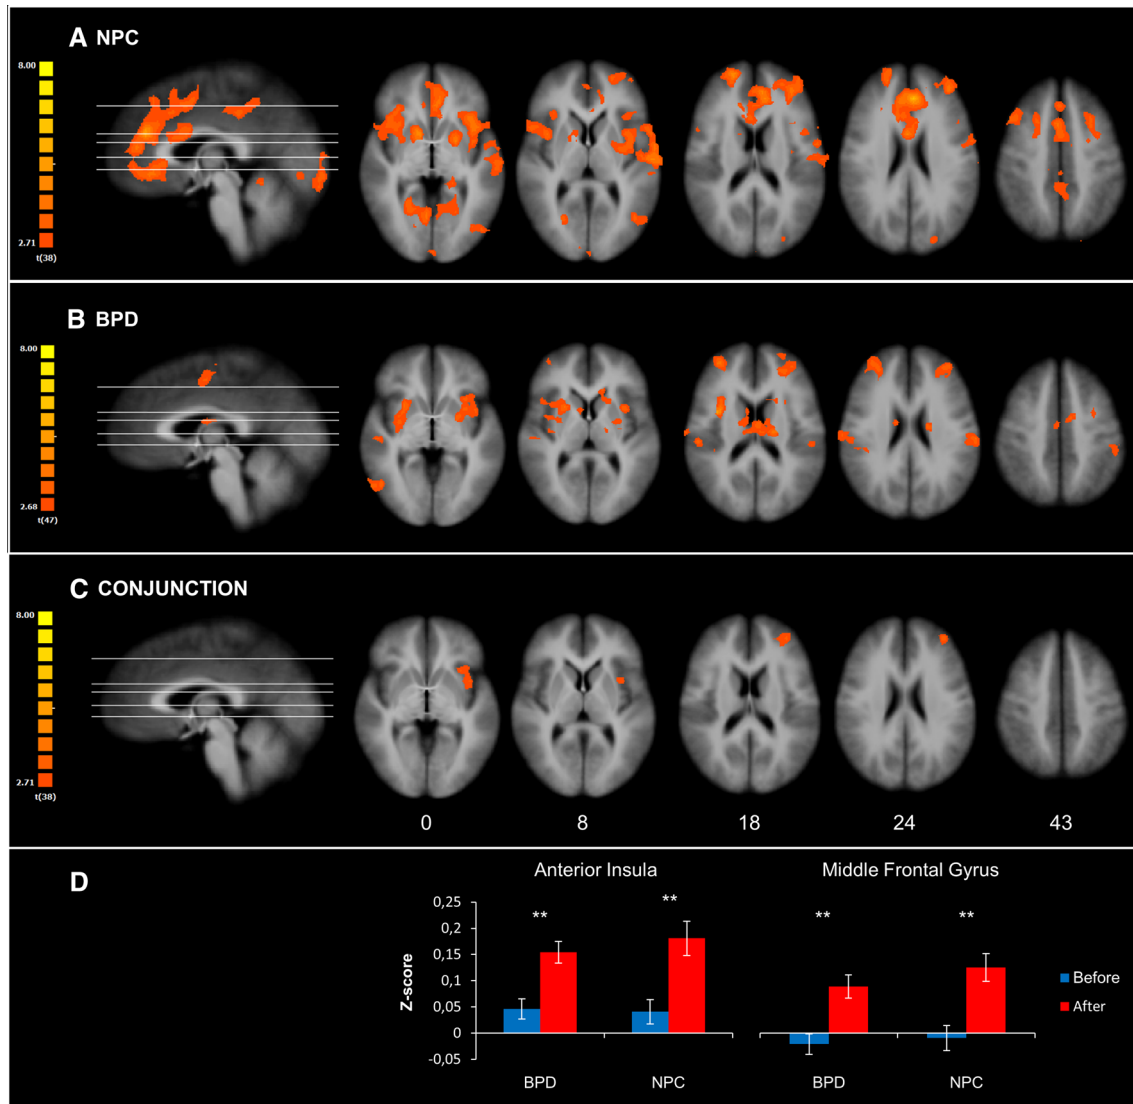 A NPC
8.00
2.71
t(38)
B BPD
8.00
2.68
t(47)
C CONJUNCTION
8.00
2.71
t(38)
0 8 18 24 43
D
Anterior Insula Middle Frontal Gyrus
Z-score
0,25
0,2
0,15
0,1
0,05
0
-0,05
** ** ** **
BPD NPC BPD NPC
Before
After